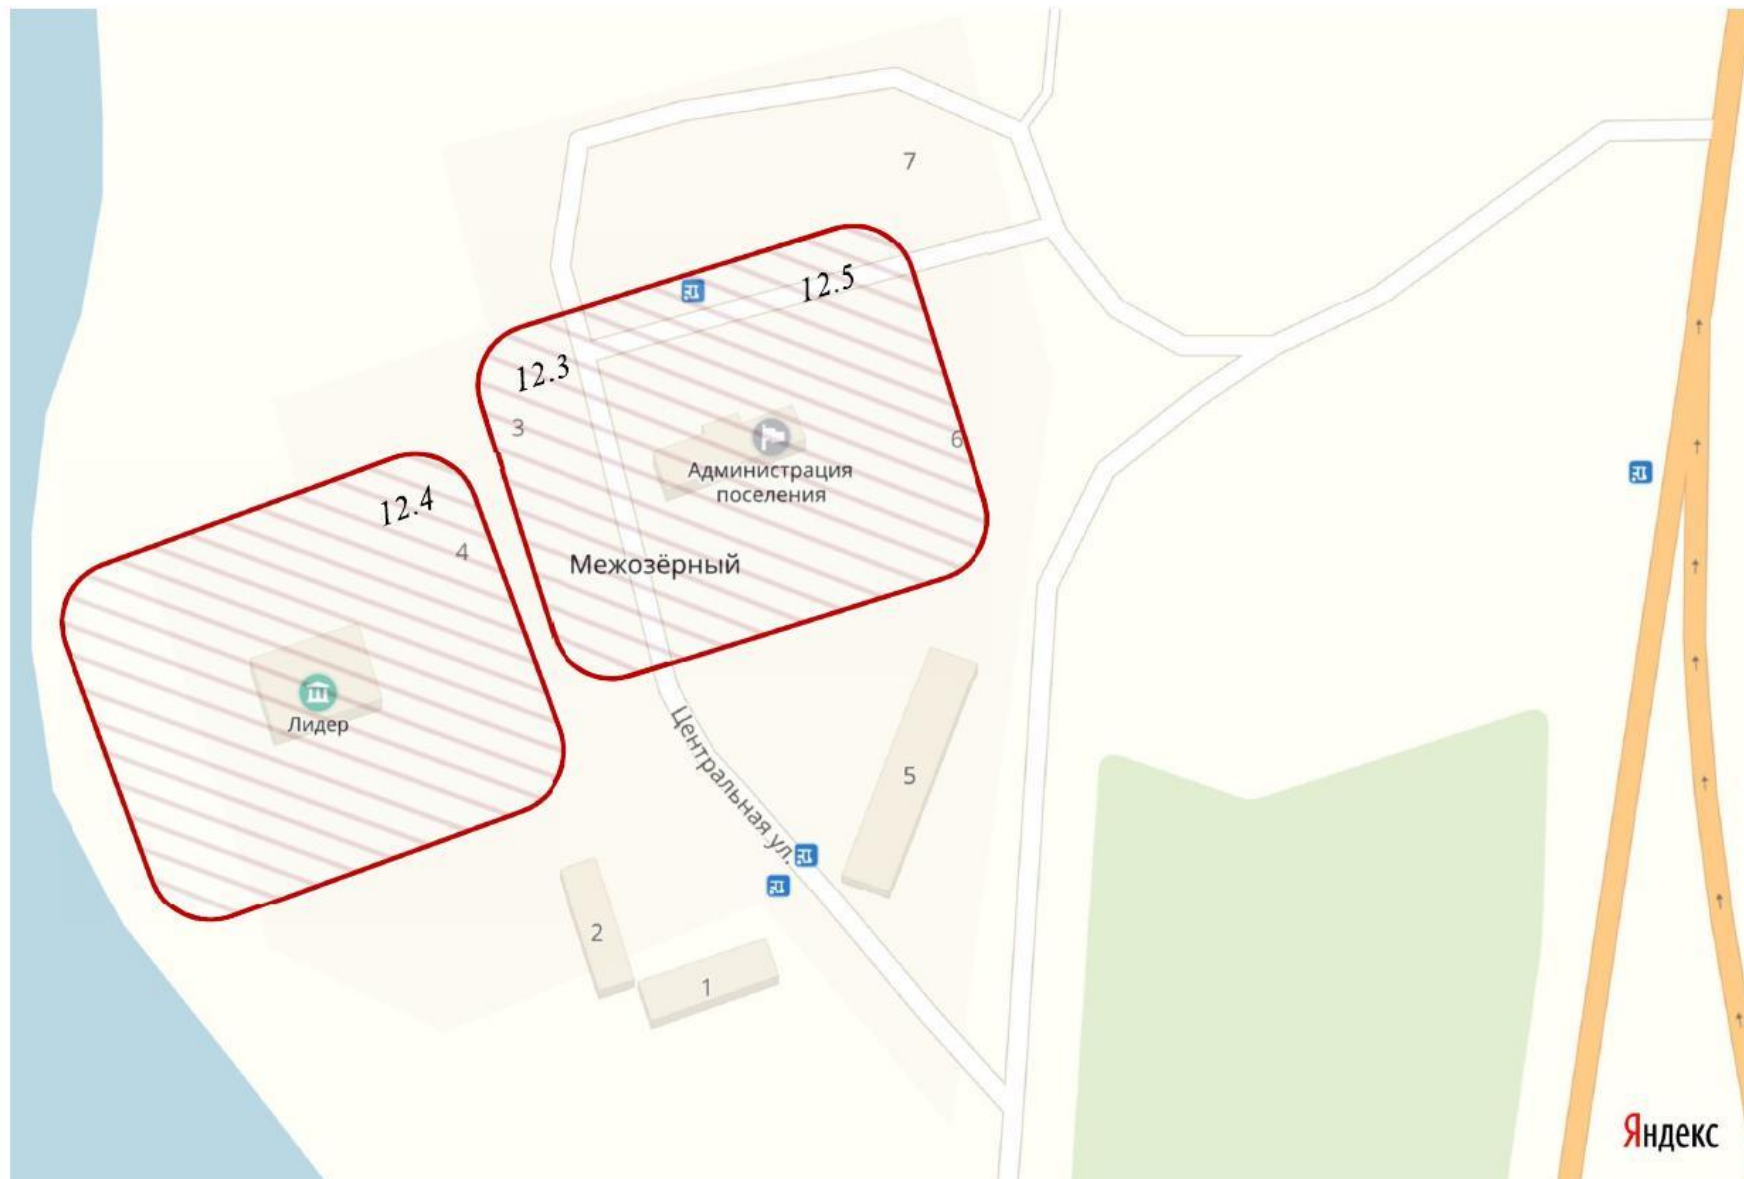 7
12.5
12.3
3
6
Администрация
поселения
12.4
4
Межозёрный
Лидер
Центральная ул.
5
2
1
Яндекс